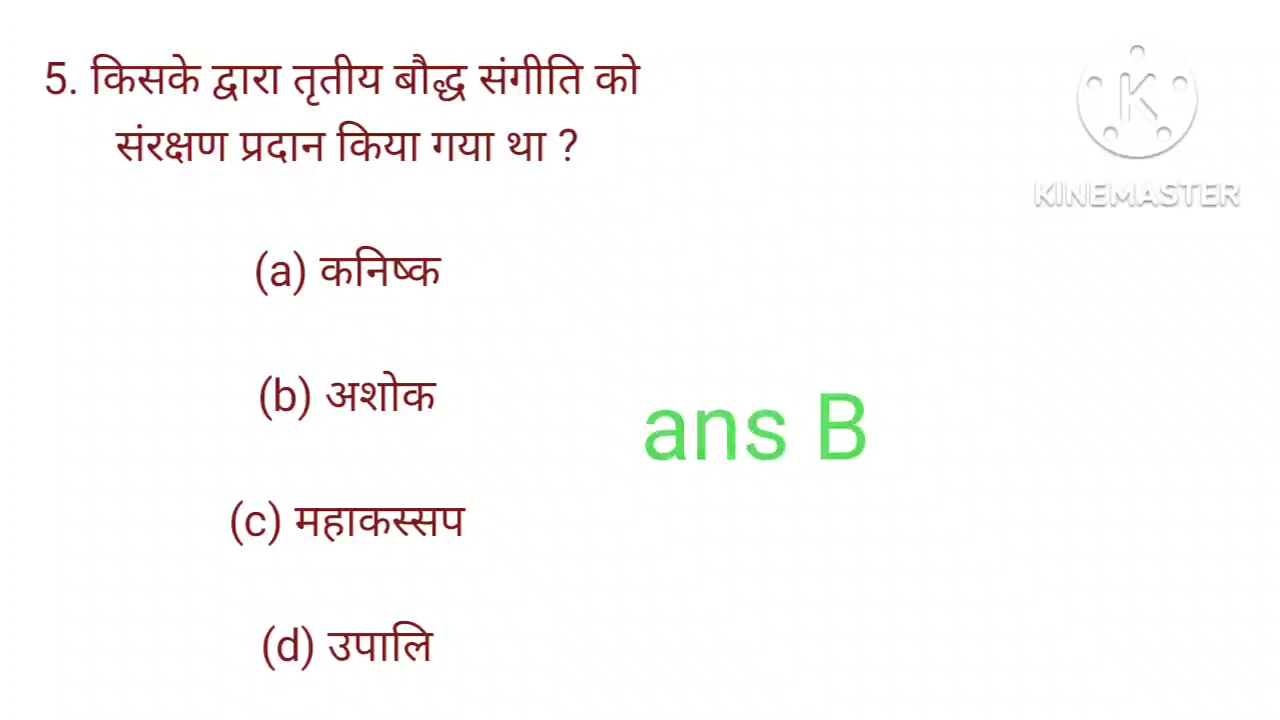 5. किसके द्वारा तृतीय बौद्ध संगीति को
संरक्षण प्रदान किया गया था ?
(a) कनिष्क
(b) अशोक
(c) महाकस्सप
(d) उपालि
ans B
K
KINEMASTER